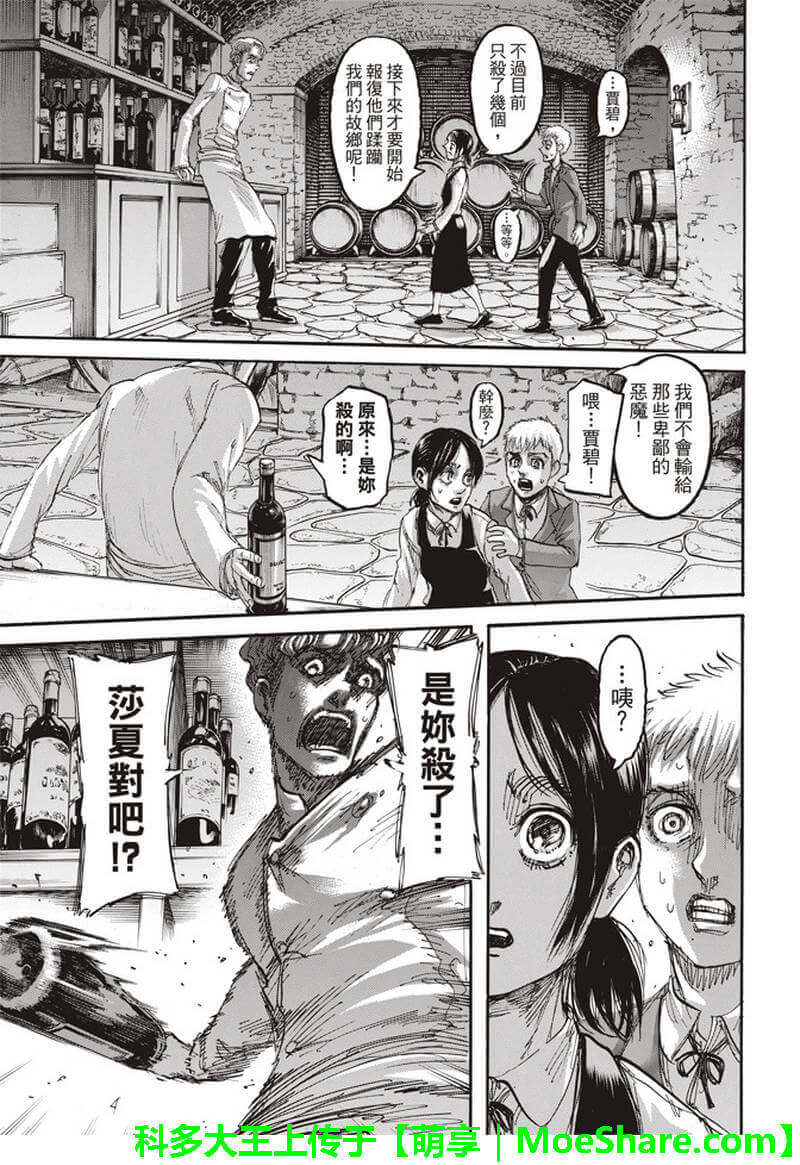 …賈碧，
不過目前
只殺了幾個，
…等等。
接下來才要開始
報復他們蹂躪
我們的故鄉呢！
我們不會輸給
那些卑鄙的
惡魔！
喂…賈碧！
幹麼？
原來…是妳
殺的啊…
…咦？
是妳殺了…
莎夏對吧!?
4
科多大王上传于【萌享 | MoeShare.com】